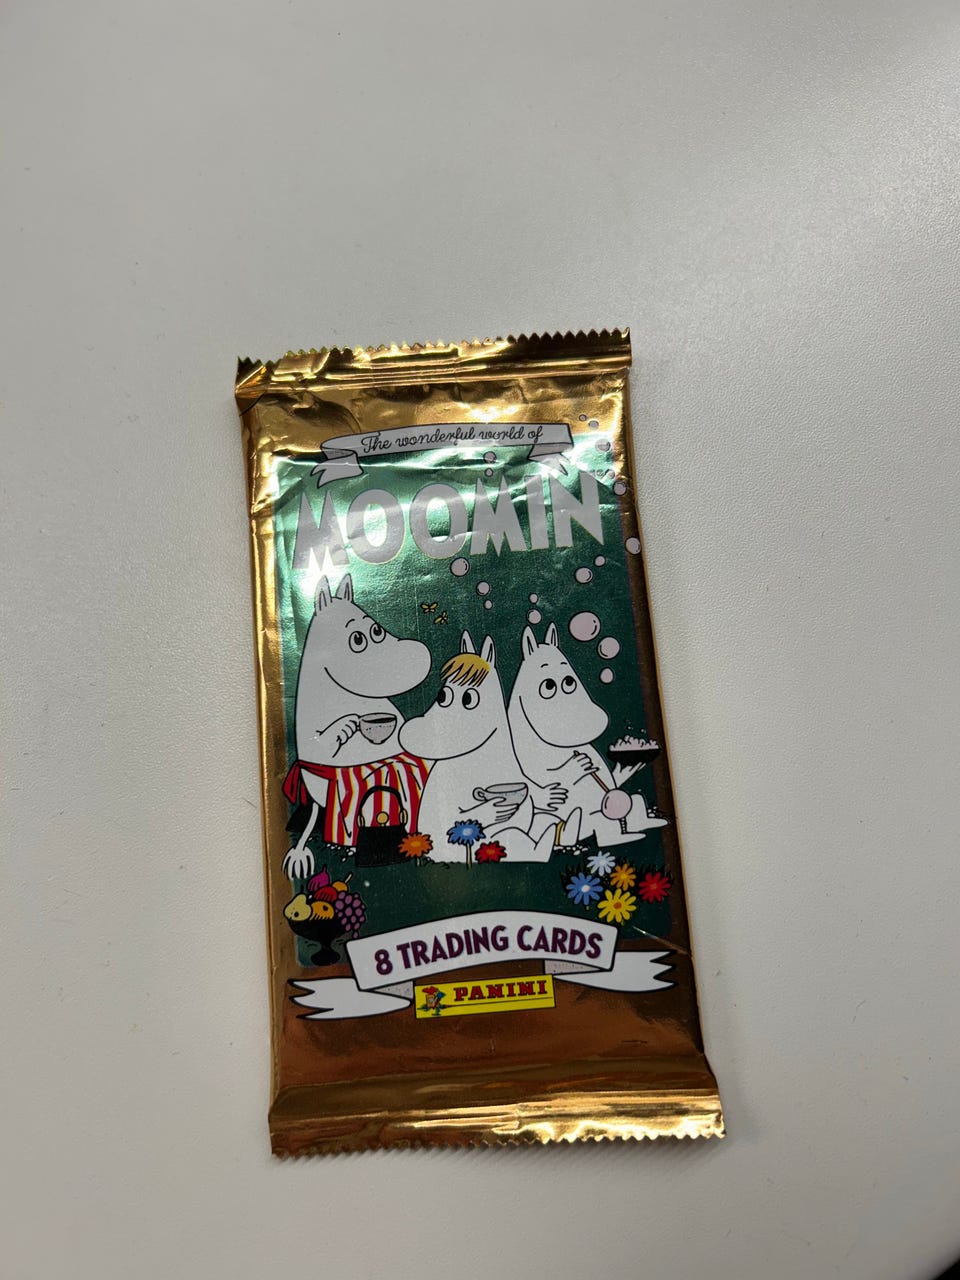 The wonderful world of
MOOMIN
8 TRADING CARDS
PANINI